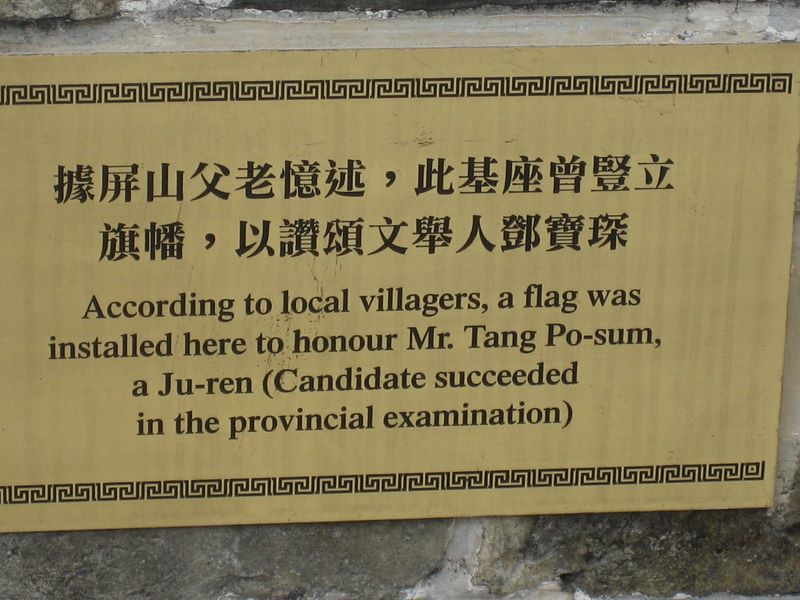 據屏山父老憶述，此基座曾豎立
旗幡，以讚頌文舉人鄧寶琛
According to local villagers, a flag was
installed here to honour Mr. Tang Po-sum,
a Ju-ren (Candidate succeeded
in the provincial examination)